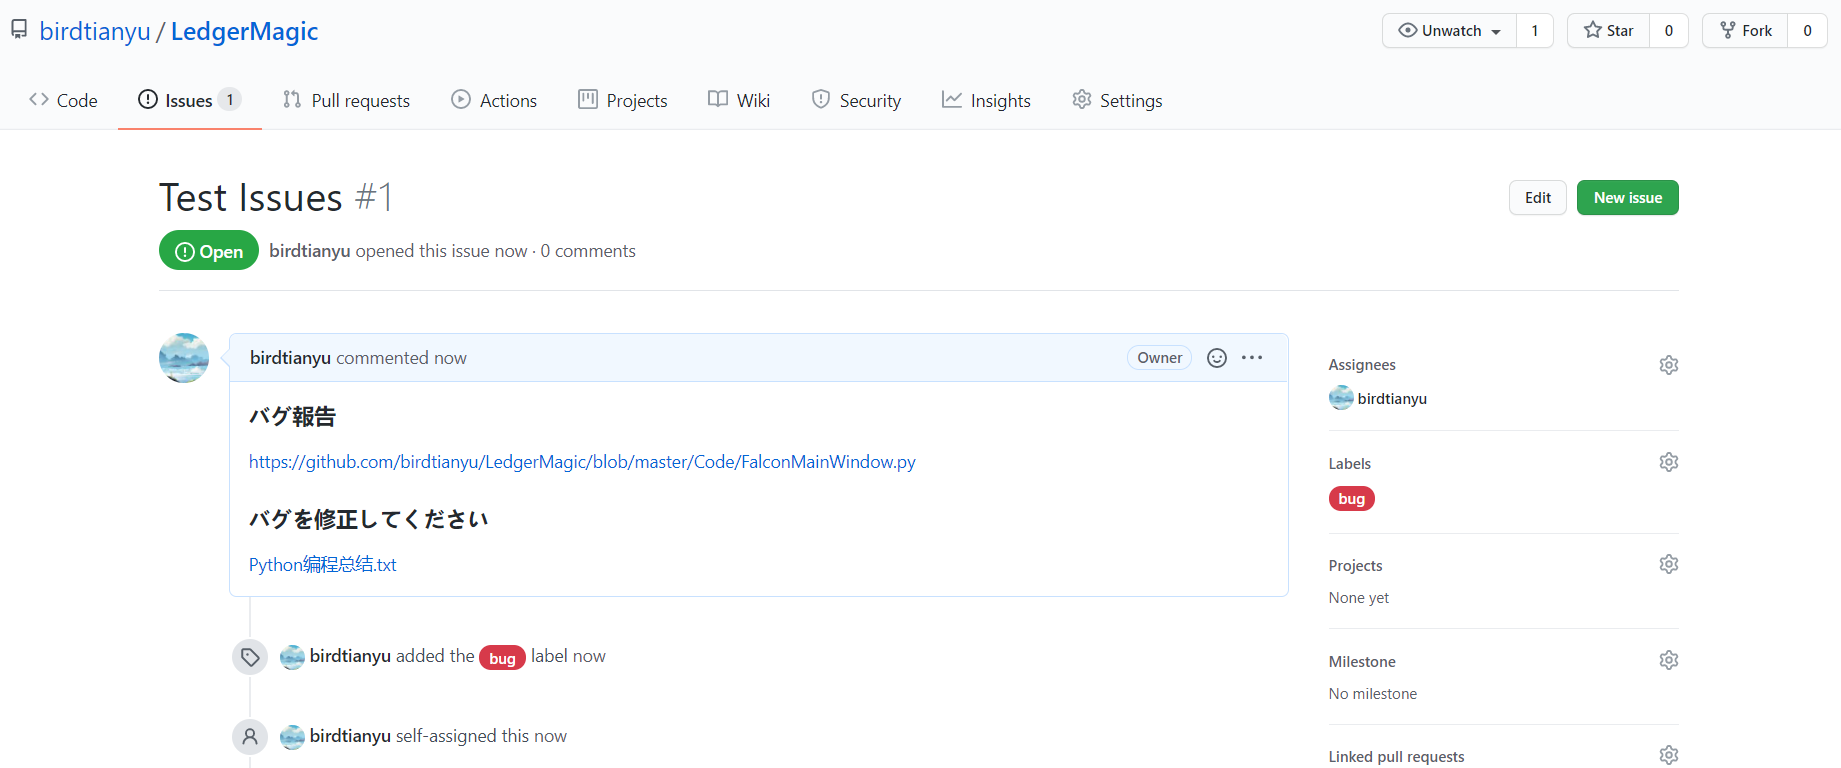 birdtianyu / LedgerMagic
Unwatch 1 Star 0 Fork 0
Code Issues 1 Pull requests Actions Projects Wiki Security Insights Settings
Test Issues #1
Edit New issue
Open birdtianyu opened this issue now · 0 comments
birdtianyu commented now
Owner
バグ報告
https://github.com/birdtianyu/LedgerMagic/blob/master/Code/FalconMainWindow.py
バグを修正してください
Python编程总结.txt
birdtianyu added the bug label now
birdtianyu self-assigned this now
Assignees
birdtianyu
Labels
bug
Projects
None yet
Milestone
No milestone
Linked pull requests